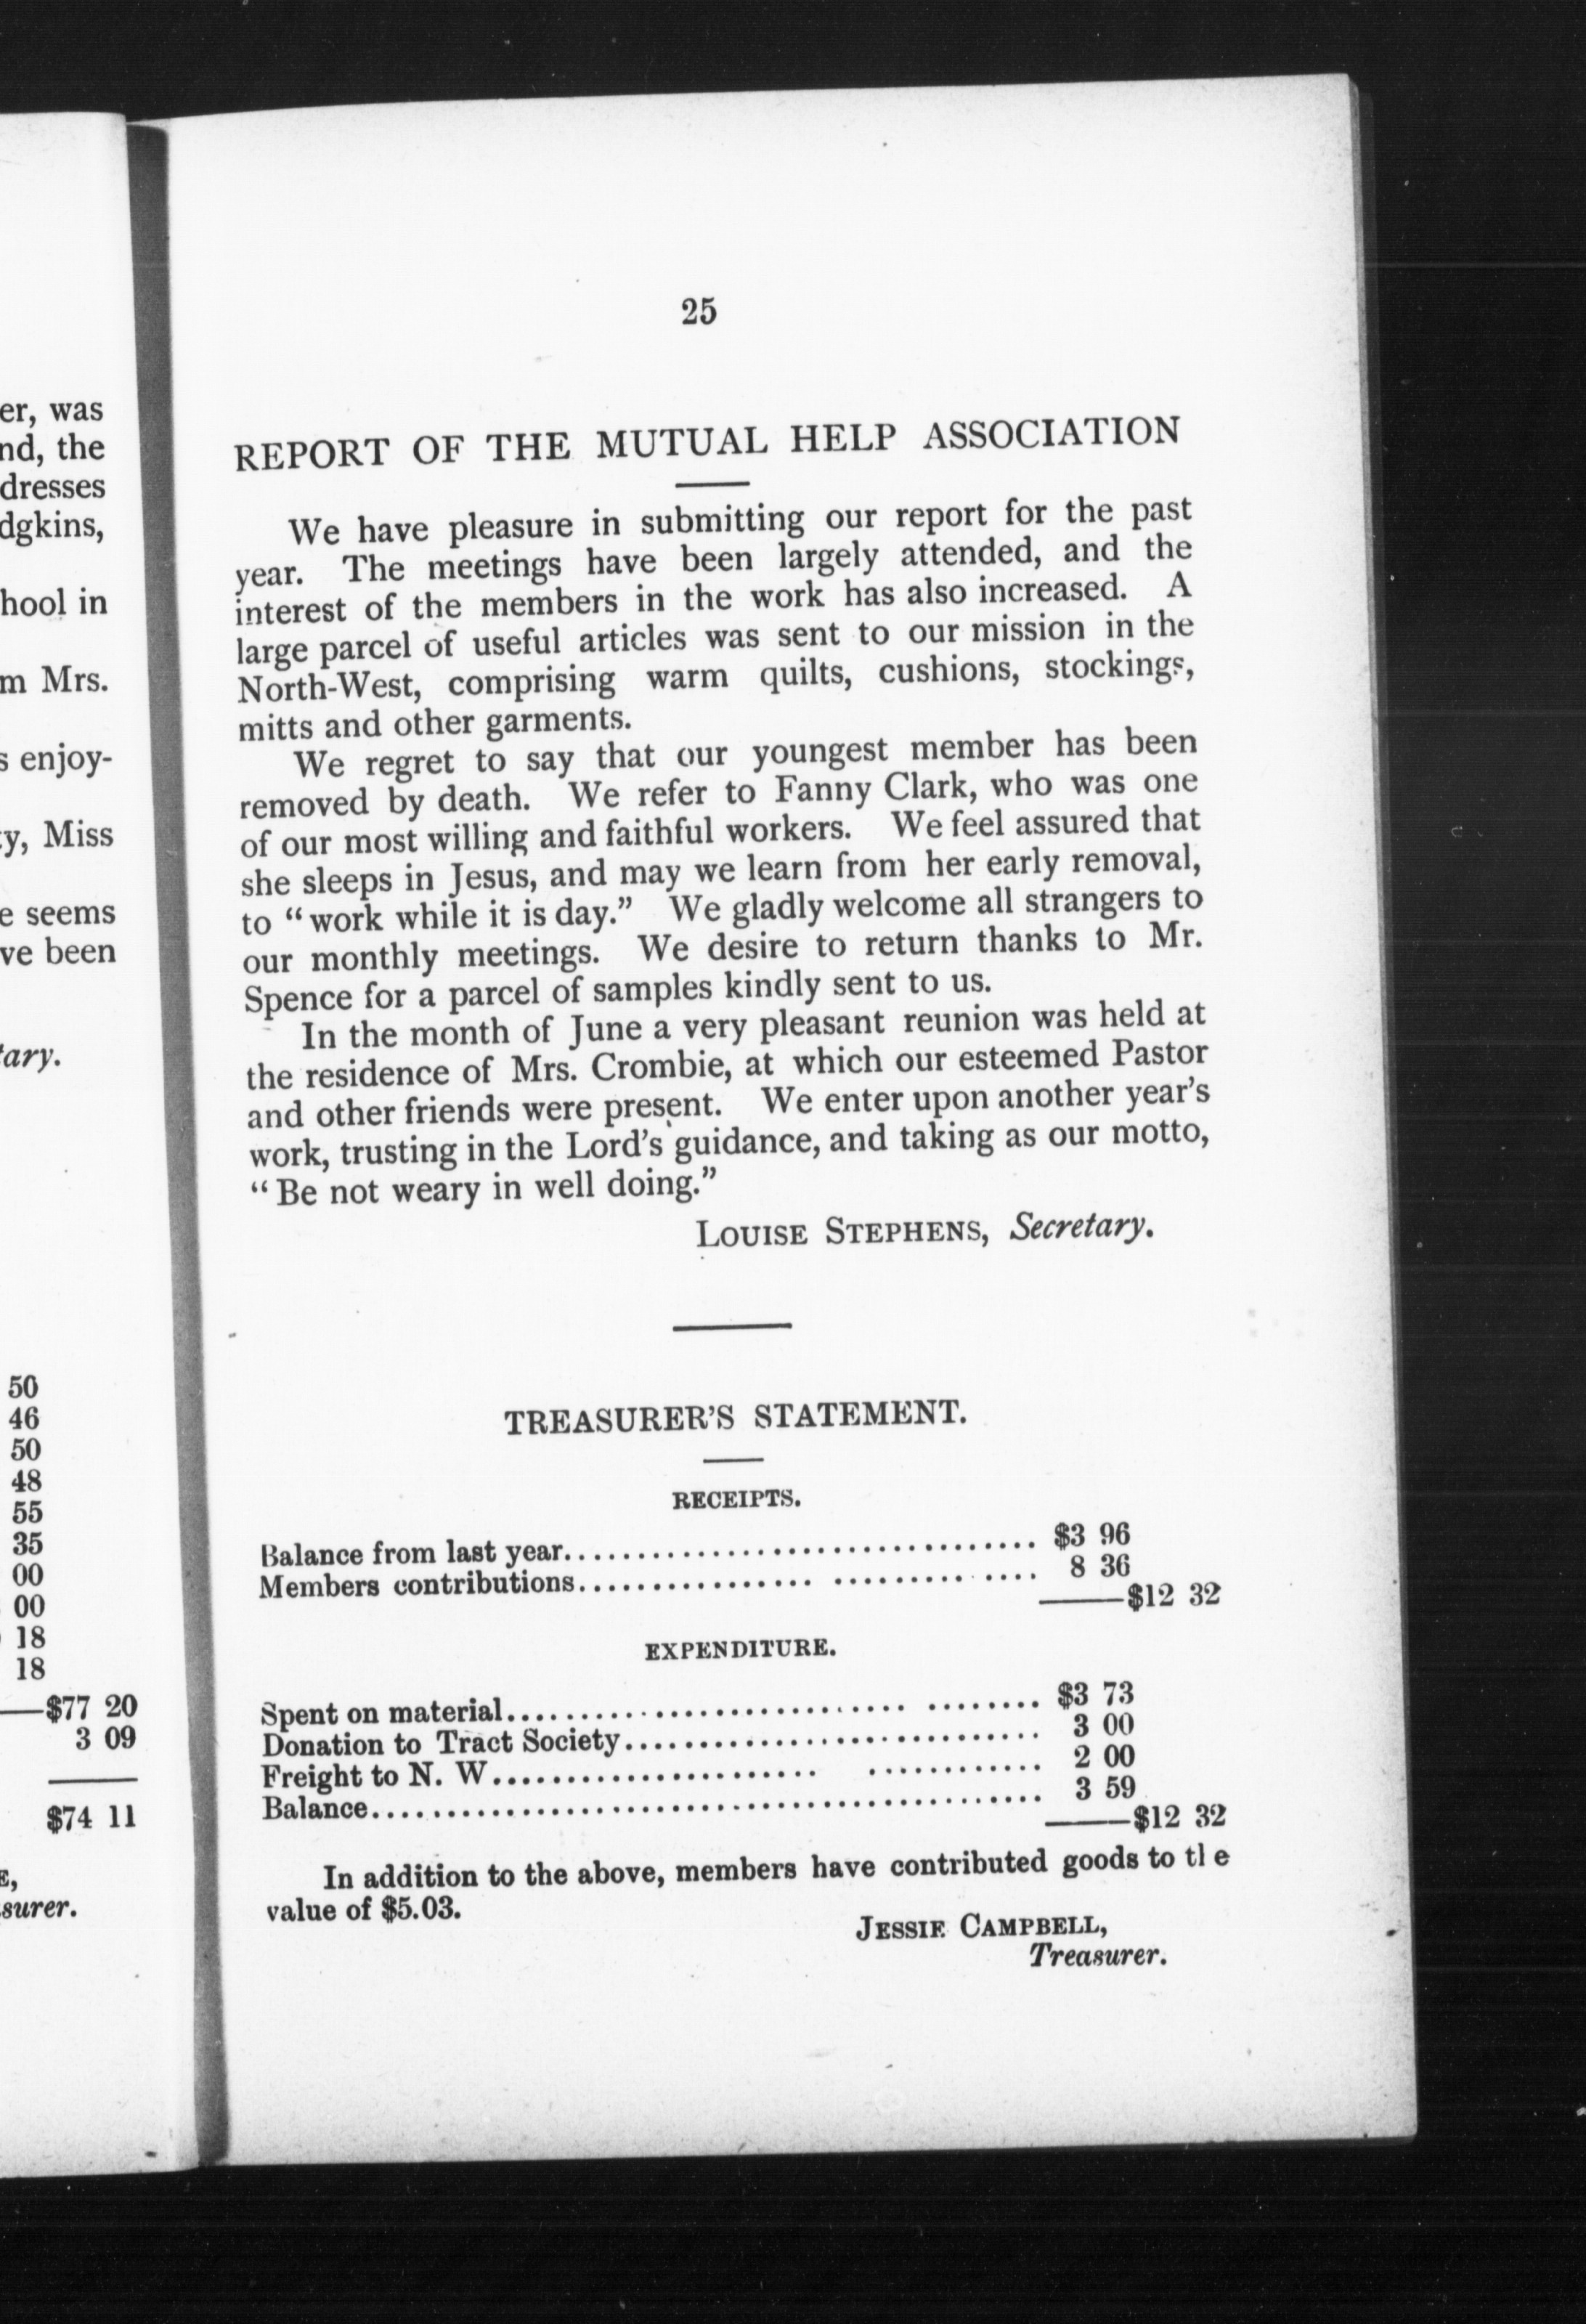 er, was
nd, the
dresses
dgkins,
hool in
m Mrs.
s enjoy-
y, Miss
e seems
ve been
tary.
50
46
50
48
55
35
00
00
18
18
$77 20
3 09
$74 11
E,
surer.
25
REPORT OF THE MUTUAL HELP ASSOCIATION
We have pleasure in submitting our report for the past
year. The meetings have been largely attended, and the
interest of the members in the work has also increased. A
large parcel of useful articles was sent to our mission in the
North-West, comprising warm quilts, cushions, stockings,
mitts and other garments.
We regret to say that our youngest member has been
removed by death. We refer to Fanny Clark, who was one
of our most willing and faithful workers. We feel assured that
she sleeps in Jesus, and may we learn from her early removal,
to "work while it is day." We gladly welcome all strangers to
our monthly meetings. We desire to return thanks to Mr.
Spence for a parcel of samples kindly sent to us.
In the month of June a very pleasant reunion was held at
the residence of Mrs. Crombie, at which our esteemed Pastor
and other friends were present. We enter upon another year's
work, trusting in the Lord's guidance, and taking as our motto,
"Be not weary in well doing."
LOUISE STEPHENS, Secretary.
TREASURER'S STATEMENT.
RECEIPTS.
Balance from last year................................ $3 96
Members contributions................ ......... .... 8 36
$12 32
EXPENDITURE.
Spent on material............................ ........ $3 73
Donation to Tract Society............................ 3 00
Freight to N. W...................... ............ 2 00
Balance.............................................. 3 59
$12 32
In addition to the above, members have contributed goods to tl e
value of $5.03.
JESSIE CAMPBELL,
Treasurer.